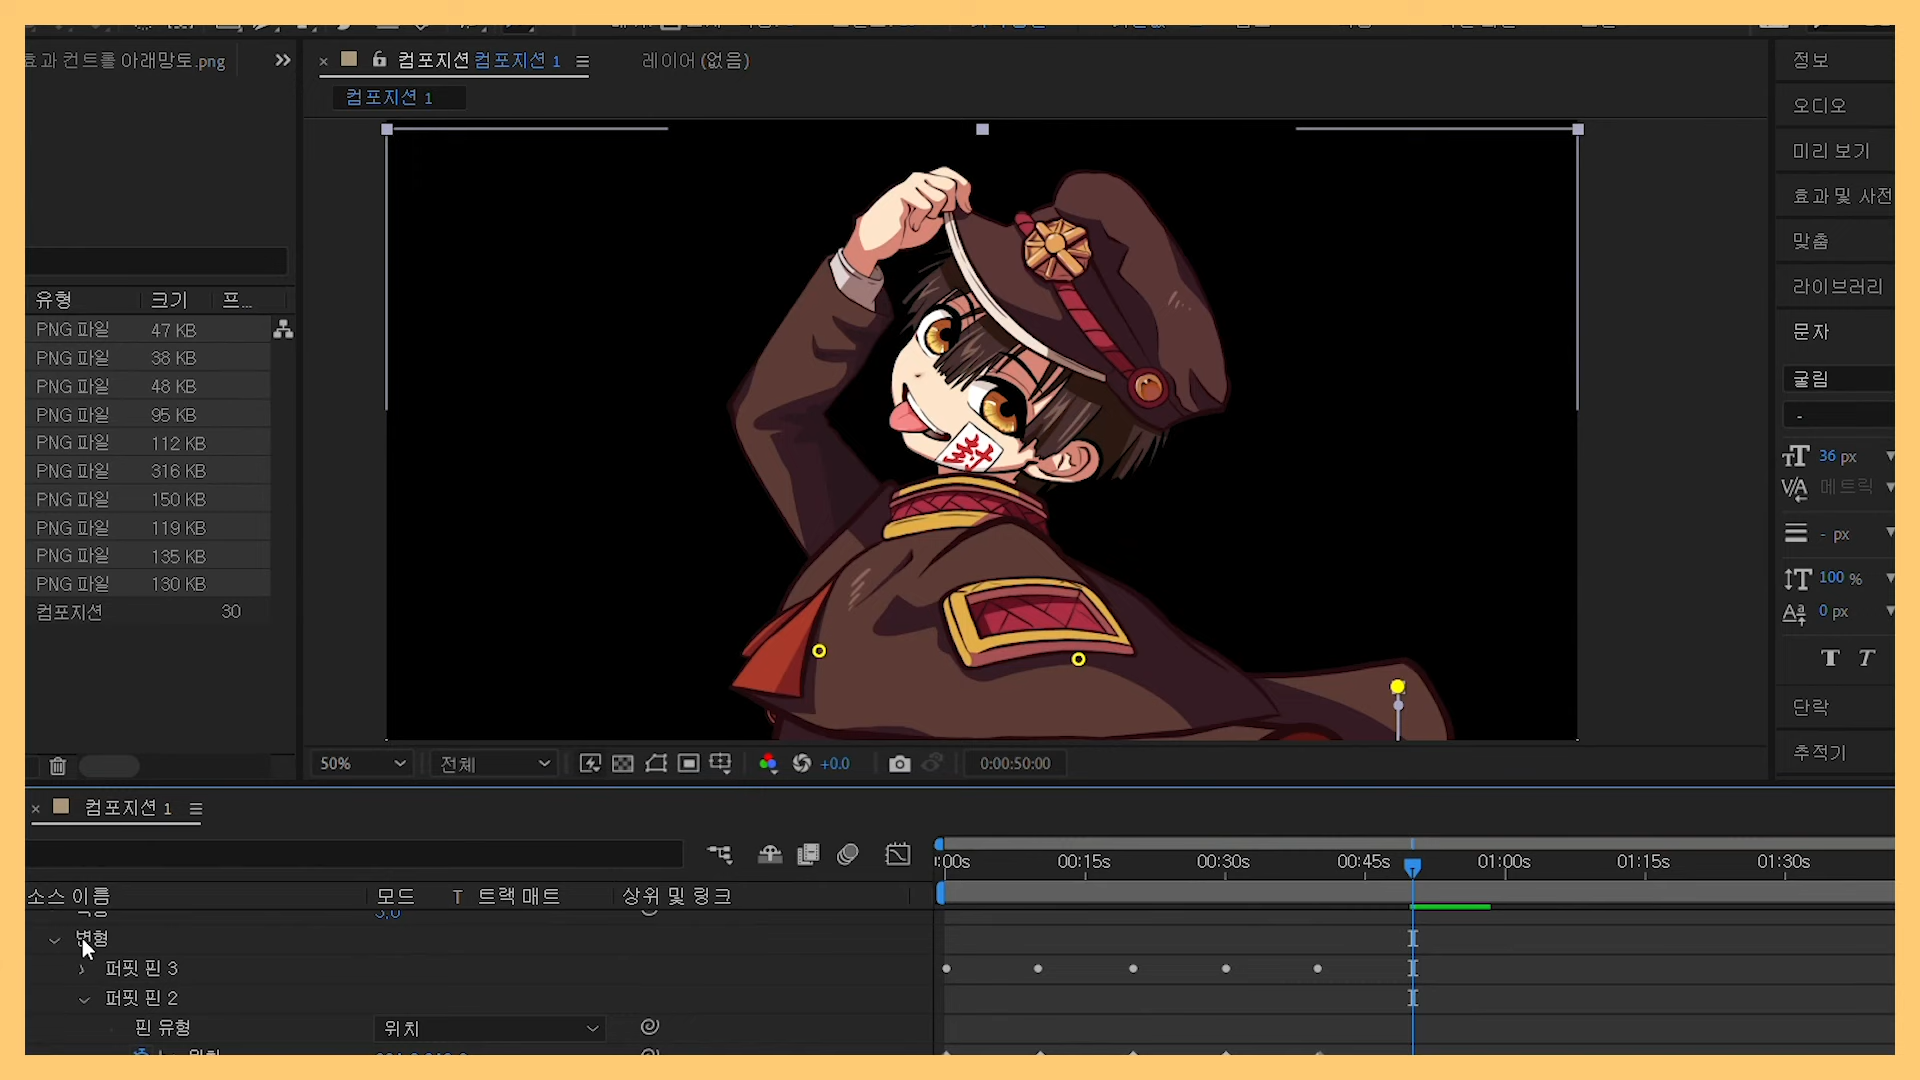 효과 컨트롤 아래망토.png
컴포지션 컴포지션 1
레이어 (없음)
컴포지션 1
유형 크기 프...
PNG 파일 47 KB
PNG 파일 38 KB
PNG 파일 48 KB
PNG 파일 95 KB
PNG 파일 112 KB
PNG 파일 316 KB
PNG 파일 150 KB
PNG 파일 119 KB
PNG 파일 135 KB
PNG 파일 130 KB
컴포지션 30
封
50% 전체 +0.0 0:00:50:00
정보
오디오
미리 보기
효과 및 사전
맞춤
라이브러리
문자
굴림
-
36 px
메트릭
- px
100 %
0 px
T T
단락
추적기
컴포지션 1
:00s 00:15s 00:30s 00:45s 01:00s 01:15s 01:30s
소스 이름 모드 T 트랙 매트 상위 및 링크
변형
퍼핏 핀 3
퍼핏 핀 2
핀 유형 위치